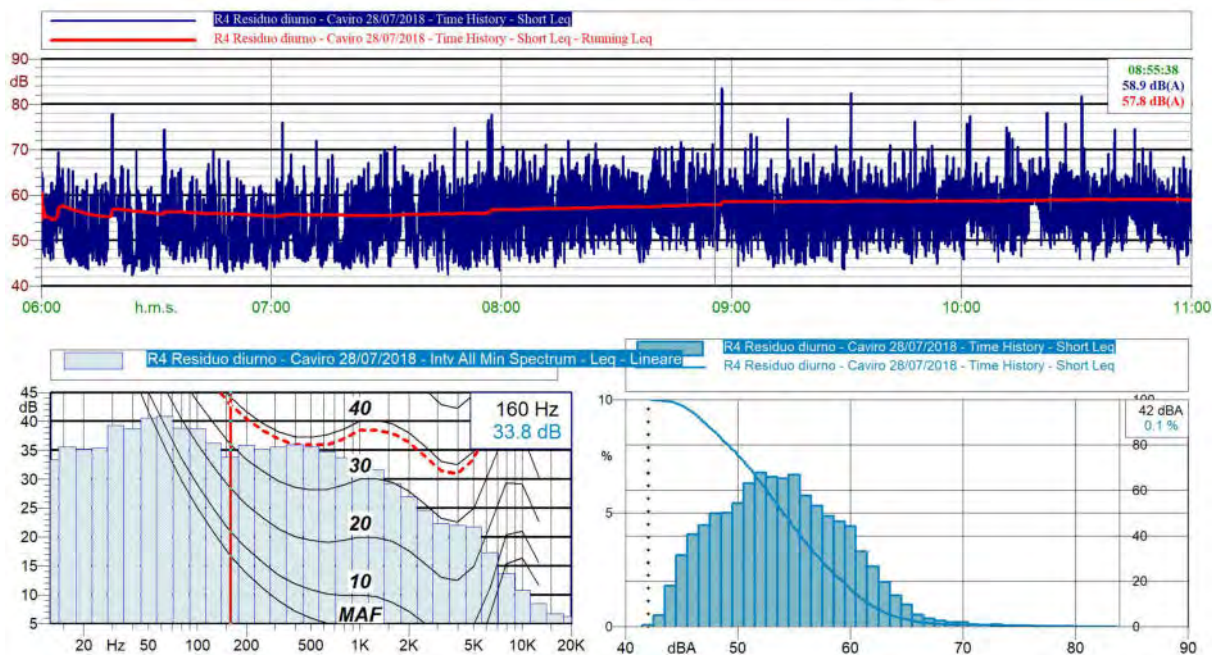 R4 Residuo diurno - Caviro 28/07/2018 - Time History - Short Leq
R4 Residuo diurno - Caviro 28/07/2018 - Time History - Short Leq - Running Leq
90
dB
80
70
60
50
40
08:55:38
58.9 dB(A)
57.8 dB(A)
06:00 h.m.s. 07:00 08:00 09:00 10:00 11:00
R4 Residuo diurno - Caviro 28/07/2018 - Intv All Min Spectrum - Leq - Lineare
45
dB
40
35
30
25
20
15
10
5
40
30
20
10
MAF
160 Hz
33.8 dB
20 Hz 50 100 200 500 1K 2K 5K 10K 20K
R4 Residuo diurno - Caviro 28/07/2018 - Time History - Short Leq
R4 Residuo diurno - Caviro 28/07/2018 - Time History - Short Leq
10
%
5
0
100
80
60
40
20
0
42 dBA
0.1 %
40 dBA 50 60 70 80 90